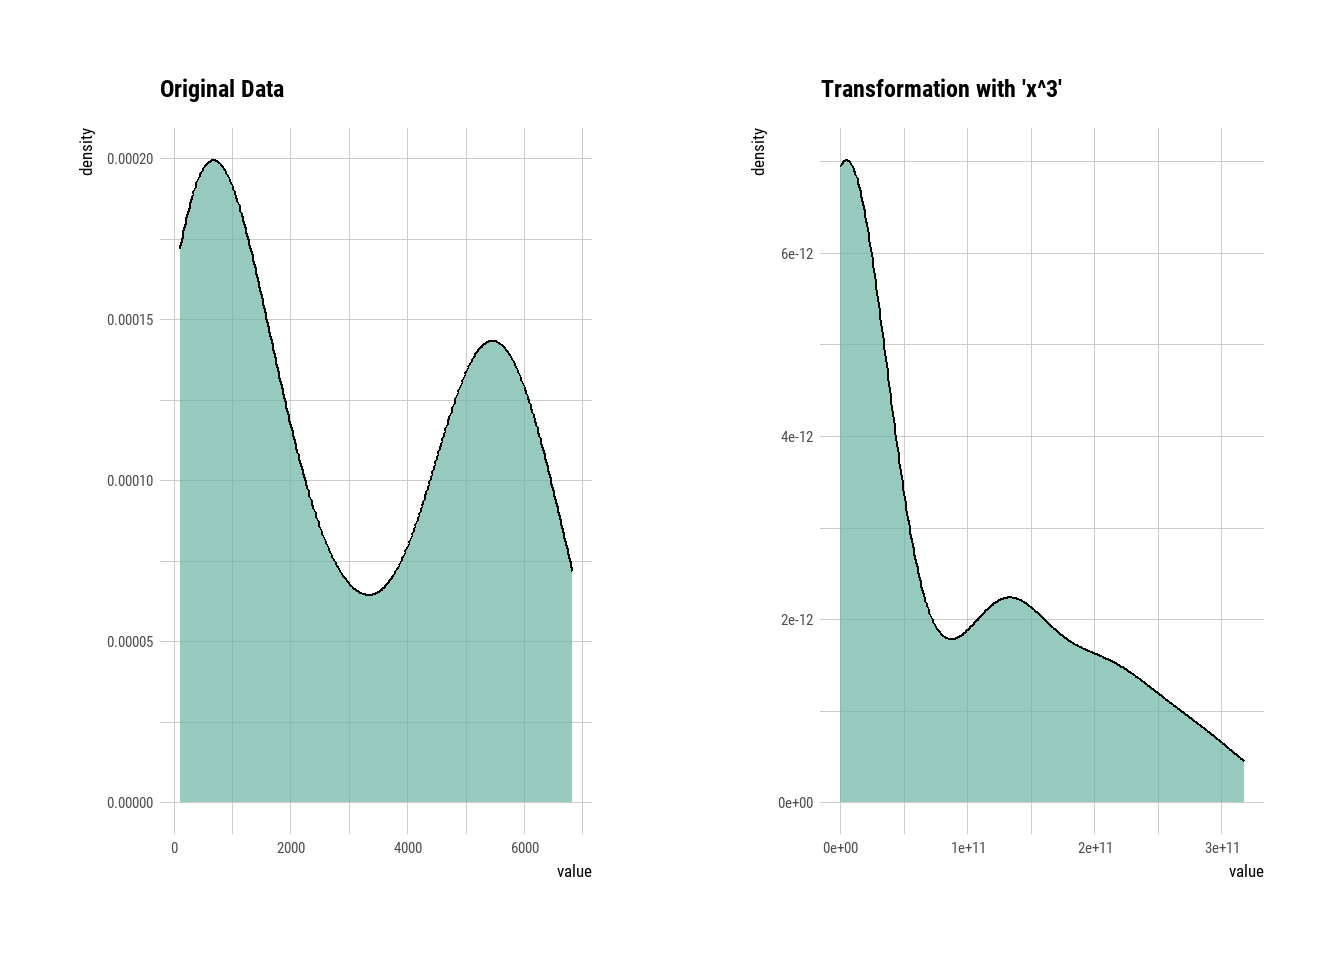 Original Data
density
0.00020
0.00015
0.00010
0.00005
0.00000
0
2000
4000
6000
value
Transformation with 'x^3'
density
6e-12
4e-12
2e-12
0e+00
0e+00
1e+11
2e+11
3e+11
value